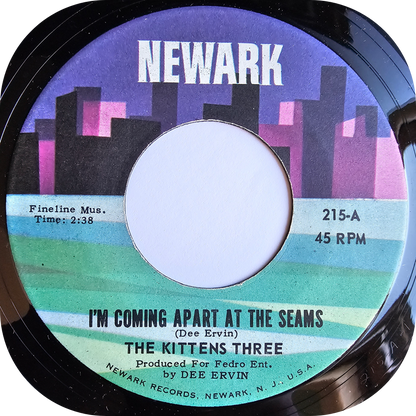 NEWARK
Fineline Mus.
Time: 2:38
215-A
45 RPM
I'M COMING APART AT THE SEAMS
(Dee Ervin)
THE KITTENS THREE
Produced For Fedro Ent.
by DEE ERVIN
NEWARK RECORDS, NEWARK, N. J., U.S.A.